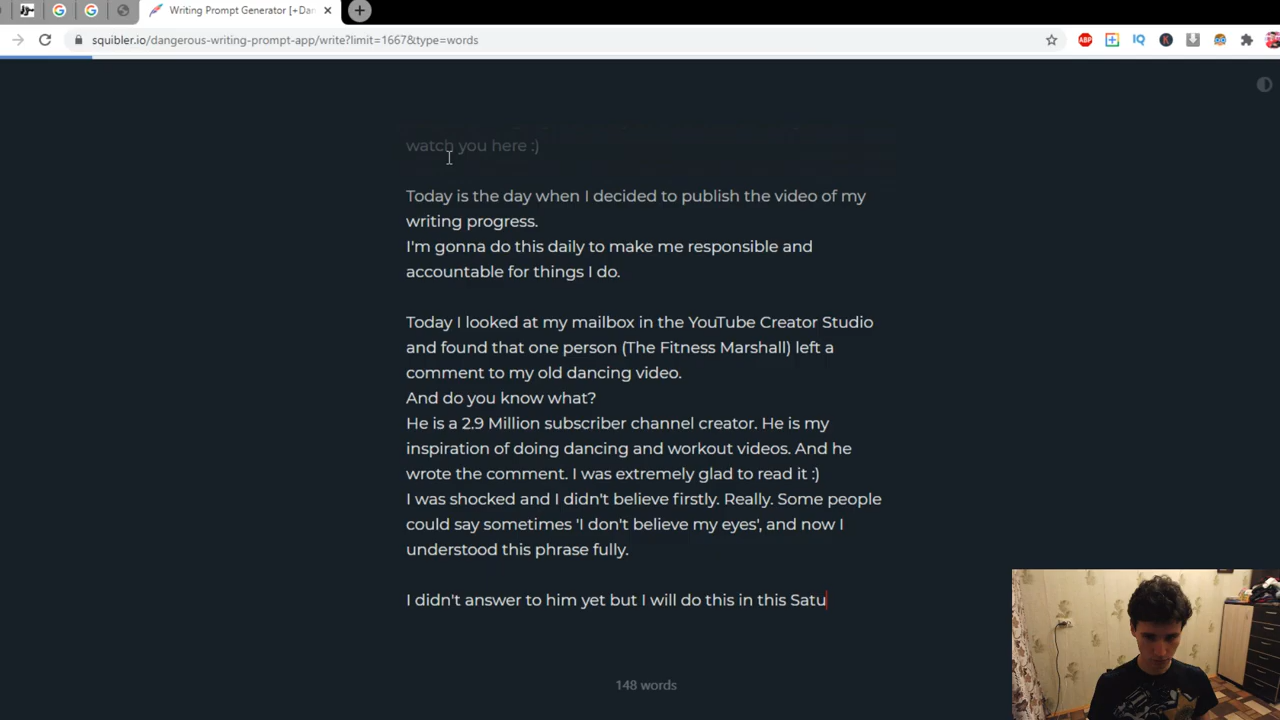 Writing Prompt Generator [+Dan
squibler.io/dangerous-writing-prompt-app/write?limit=1667&type=words
watch you here :)
Today is the day when I decided to publish the video of my
writing progress.
I'm gonna do this daily to make me responsible and
accountable for things I do.
Today I looked at my mailbox in the YouTube Creator Studio
and found that one person (The Fitness Marshall) left a
comment to my old dancing video.
And do you know what?
He is a 2.9 Million subscriber channel creator. He is my
inspiration of doing dancing and workout videos. And he
wrote the comment. I was extremely glad to read it :)
I was shocked and I didn't believe firstly. Really. Some people
could say sometimes 'I don't believe my eyes', and now I
understood this phrase fully.
I didn't answer to him yet but I will do this in this Satu
148 words